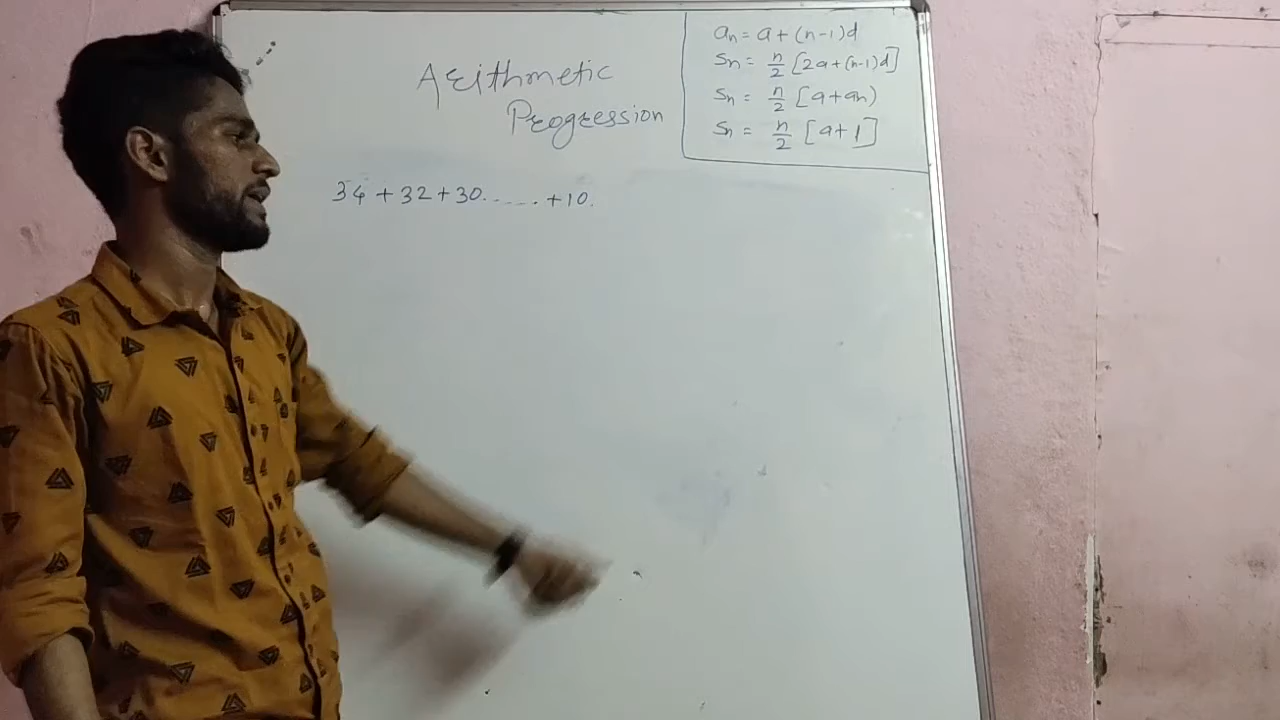 Arithmetic
Progression
an = a + (n-1)d
Sn = n/2 [2a+(n-1)d]
Sn = n/2 [a+an)
Sn = n/2 [a+l]
34 + 32 + 30...... + 10.